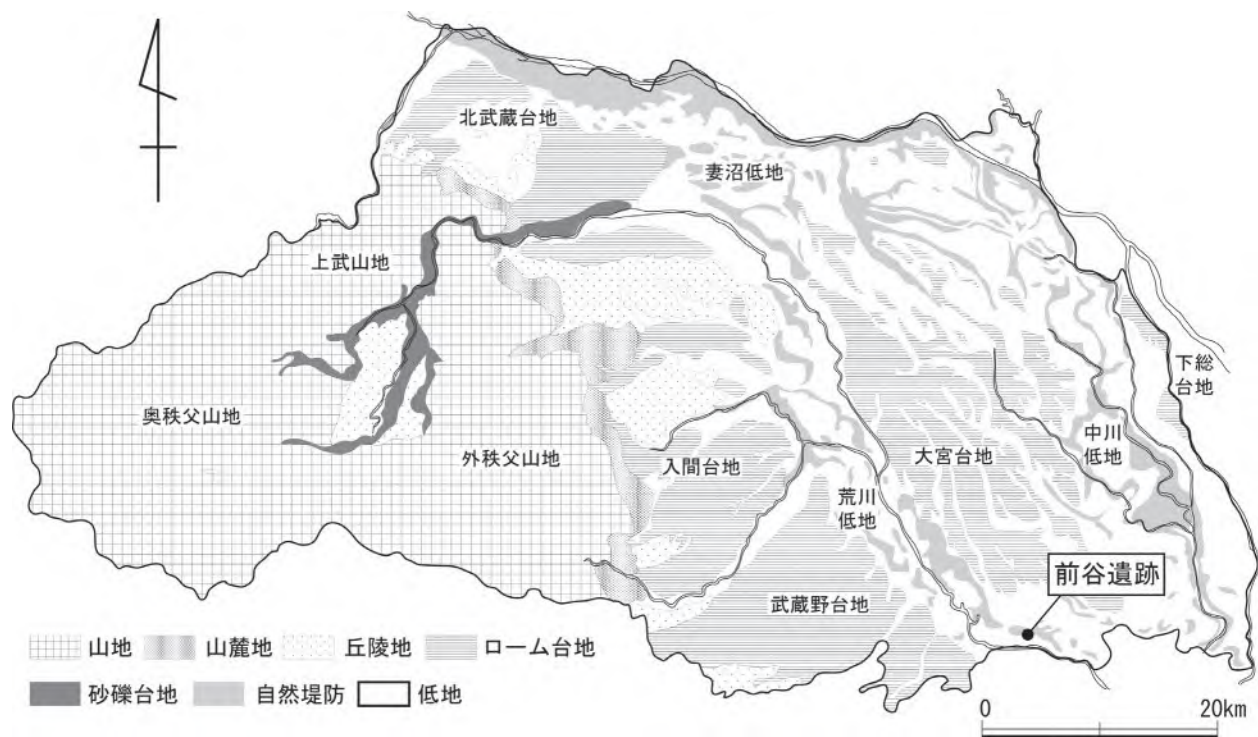 北武蔵台地
妻沼低地
上武山地
下総
台地
奥秩父山地
外秩父山地
入間台地
大宮台地
中川
低地
荒川
低地
前谷遺跡
武蔵野台地
山地
山麓地
丘陵地
ローム台地
砂礫台地
自然堤防
低地
0
20km